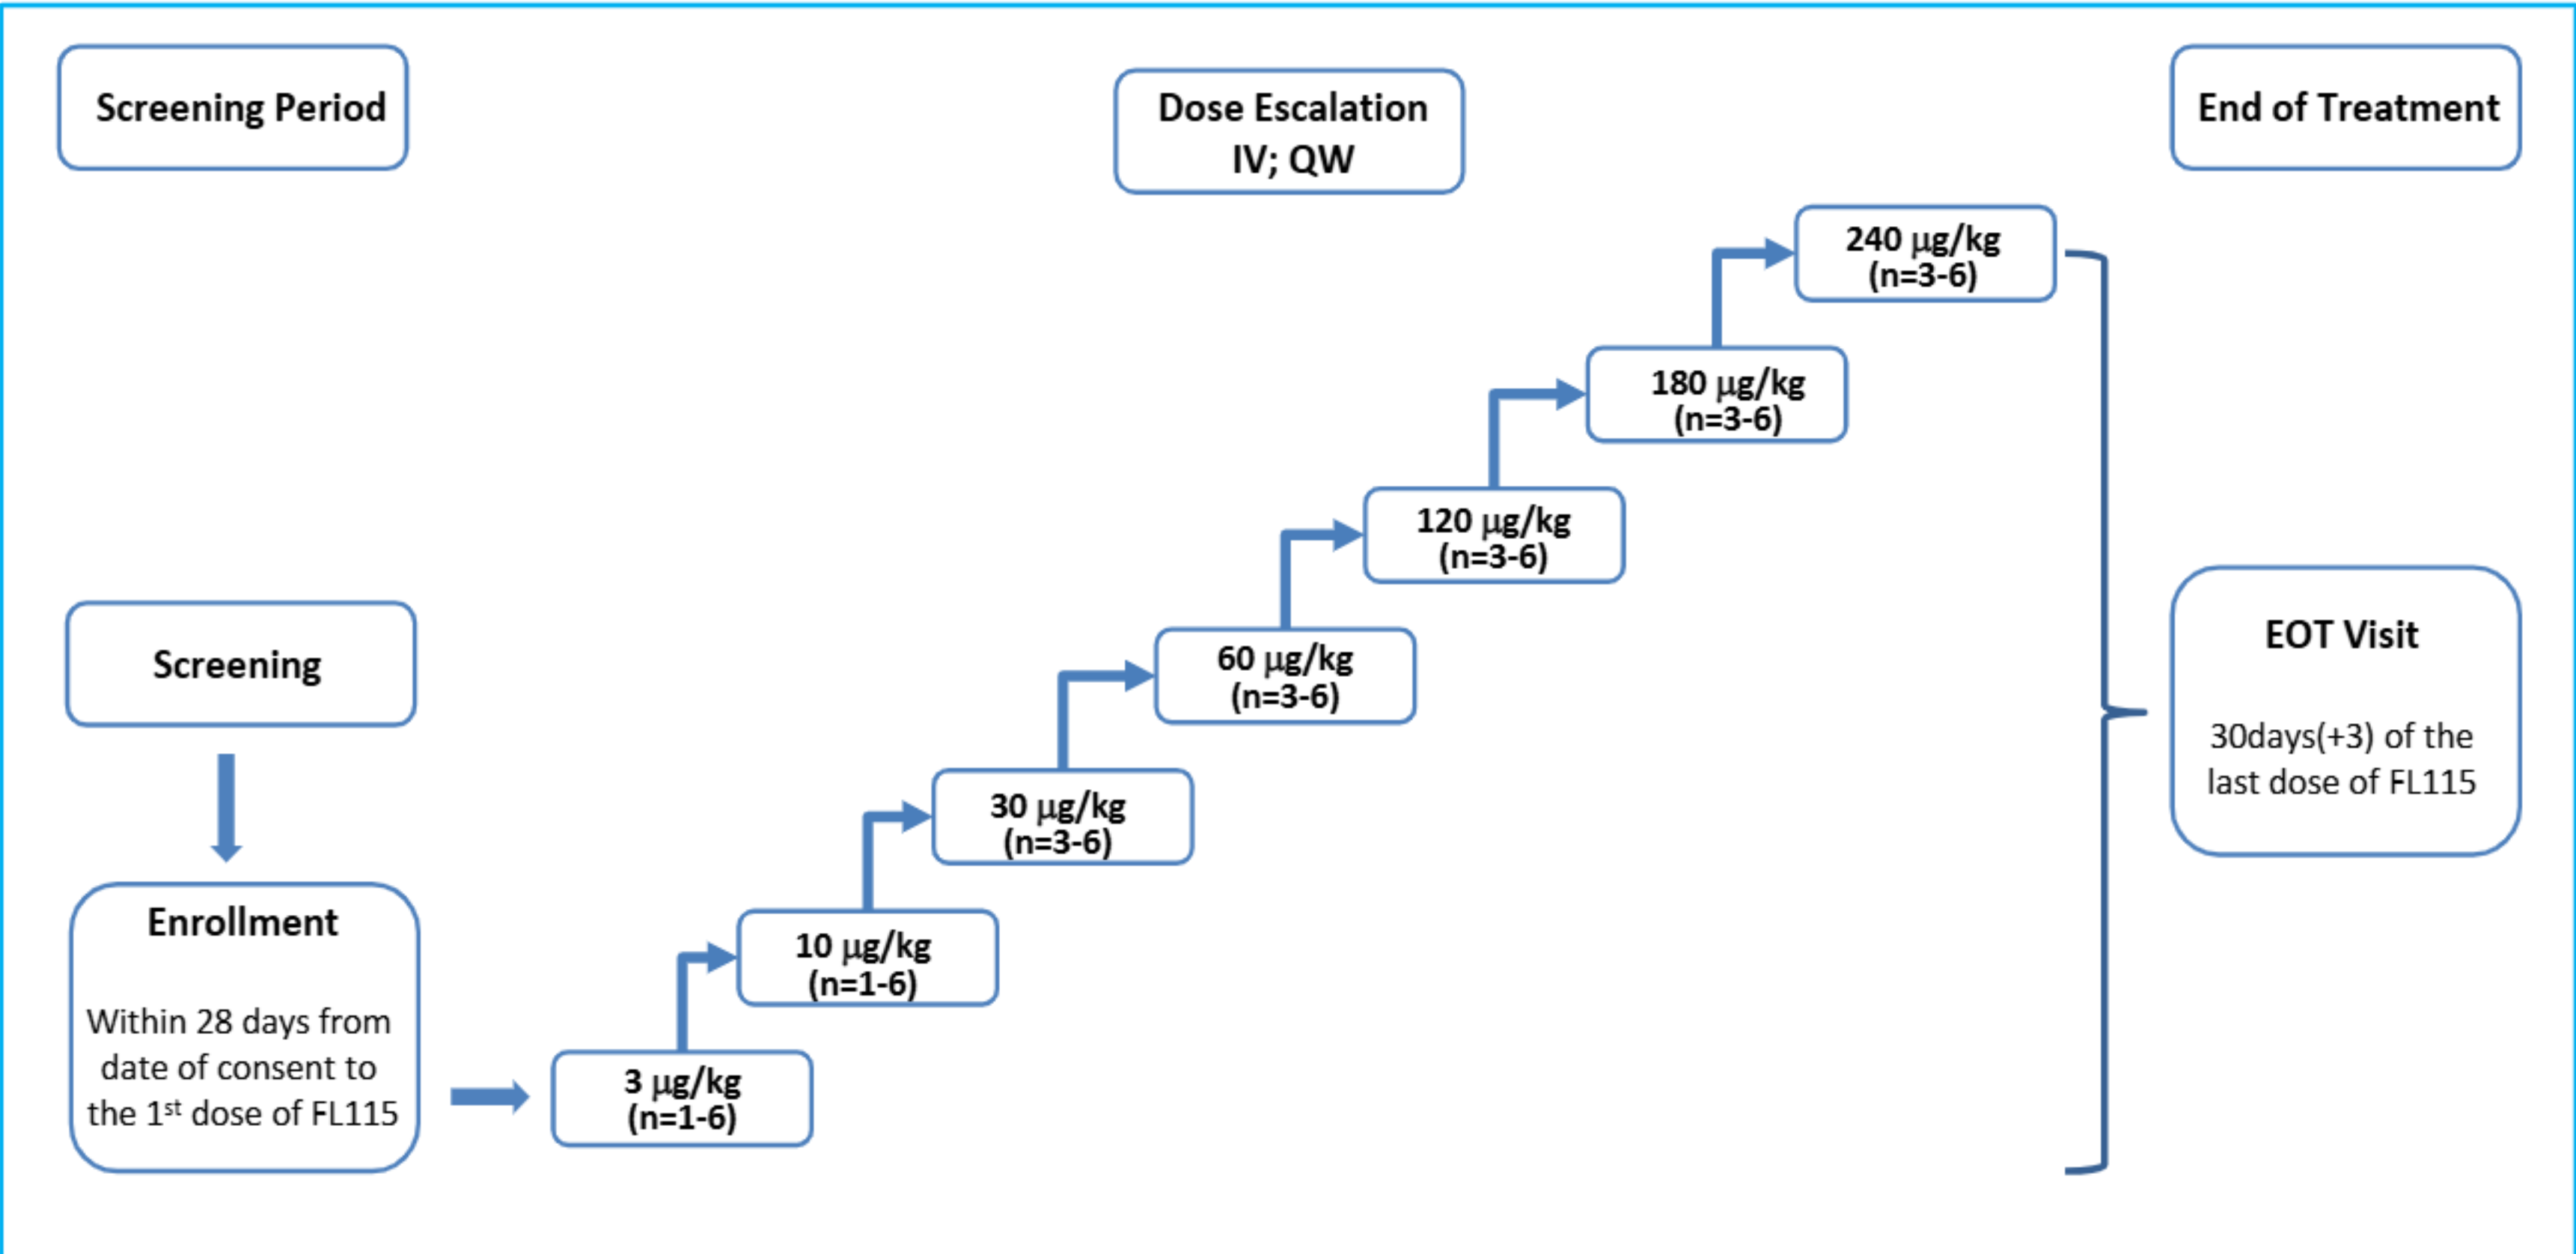 Screening Period
Dose Escalation
IV; QW
End of Treatment
240 μg/kg
(n=3-6)
180 μg/kg
(n=3-6)
120 μg/kg
(n=3-6)
60 μg/kg
(n=3-6)
30 μg/kg
(n=3-6)
10 μg/kg
(n=1-6)
3 μg/kg
(n=1-6)
Screening
Enrollment
Within 28 days from
date of consent to
the 1st dose of FL115
EOT Visit
30days(+3) of the
last dose of FL115